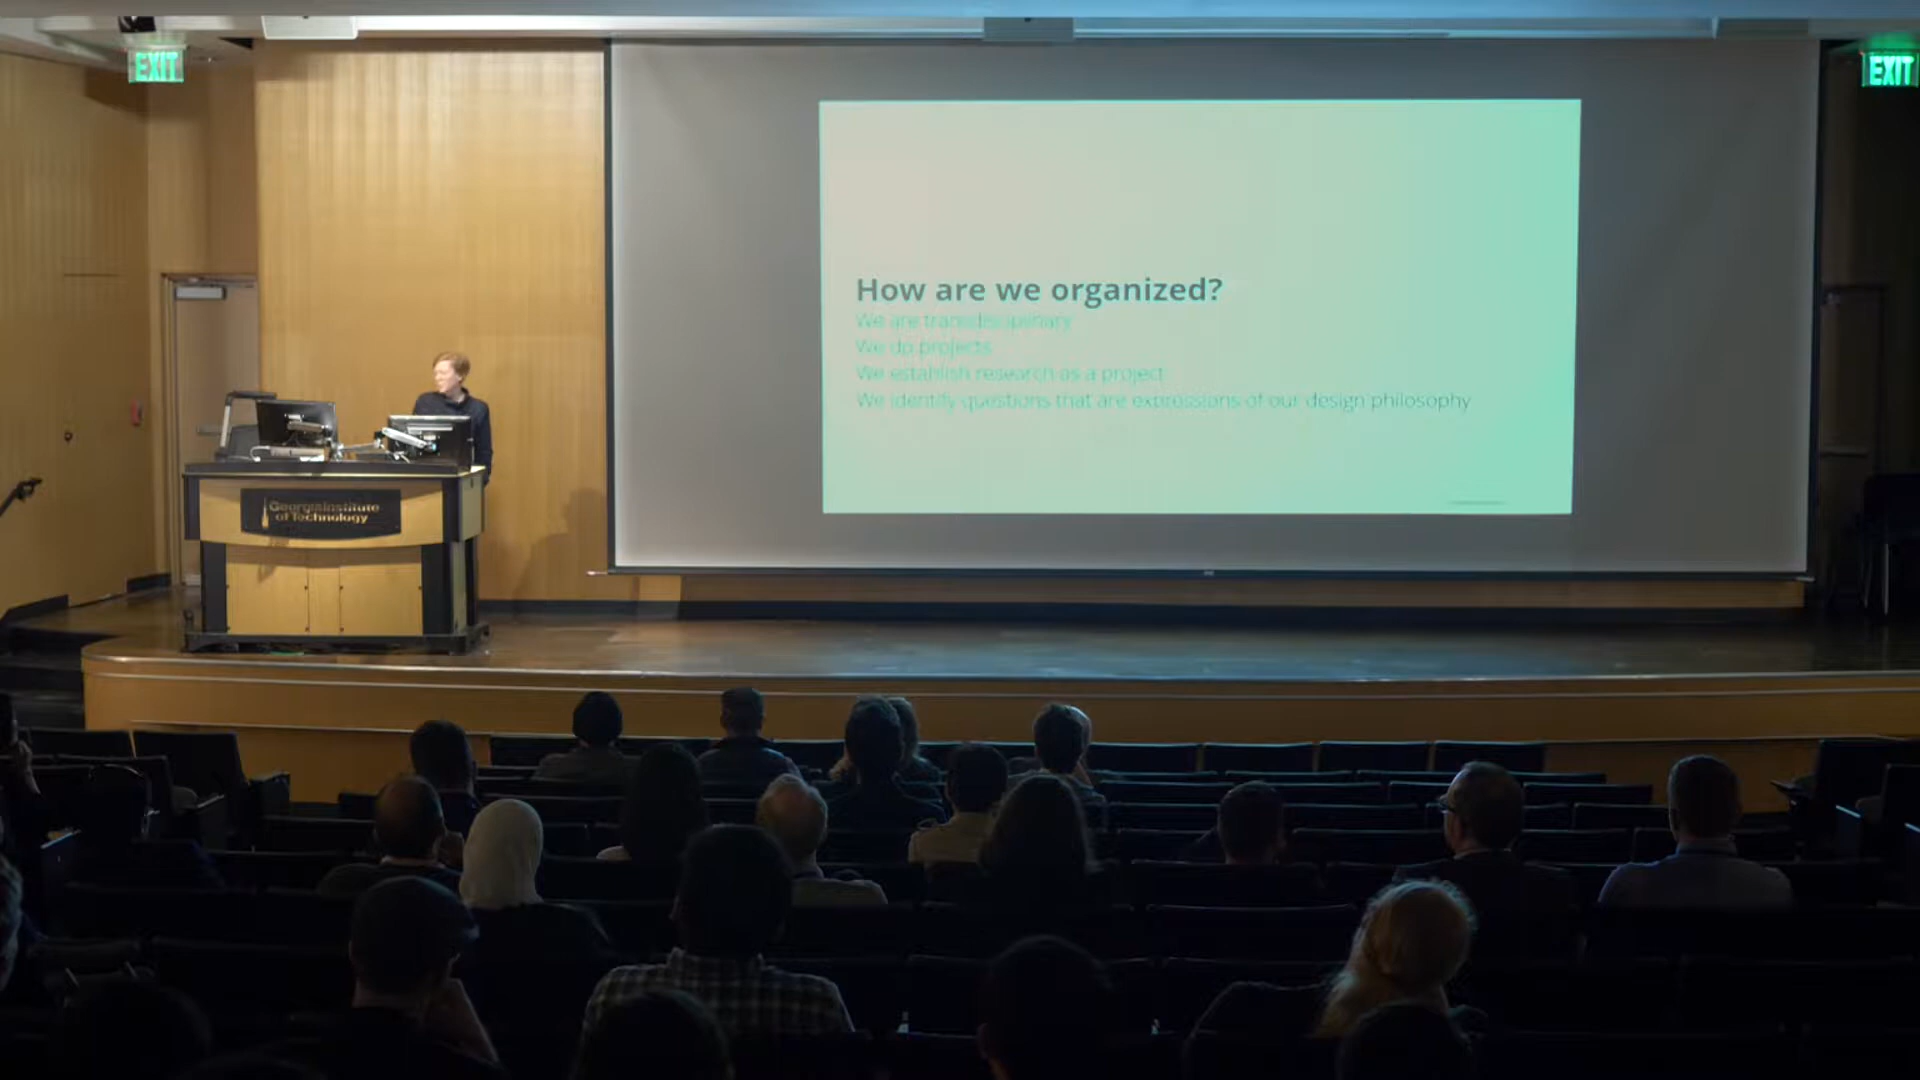 EXIT
EXIT
How are we organized?
We are transdisciplinary
We do projects
We establish research as a project
We identify questions that are expressions of our design philosophy
Georgia Institute
of Technology